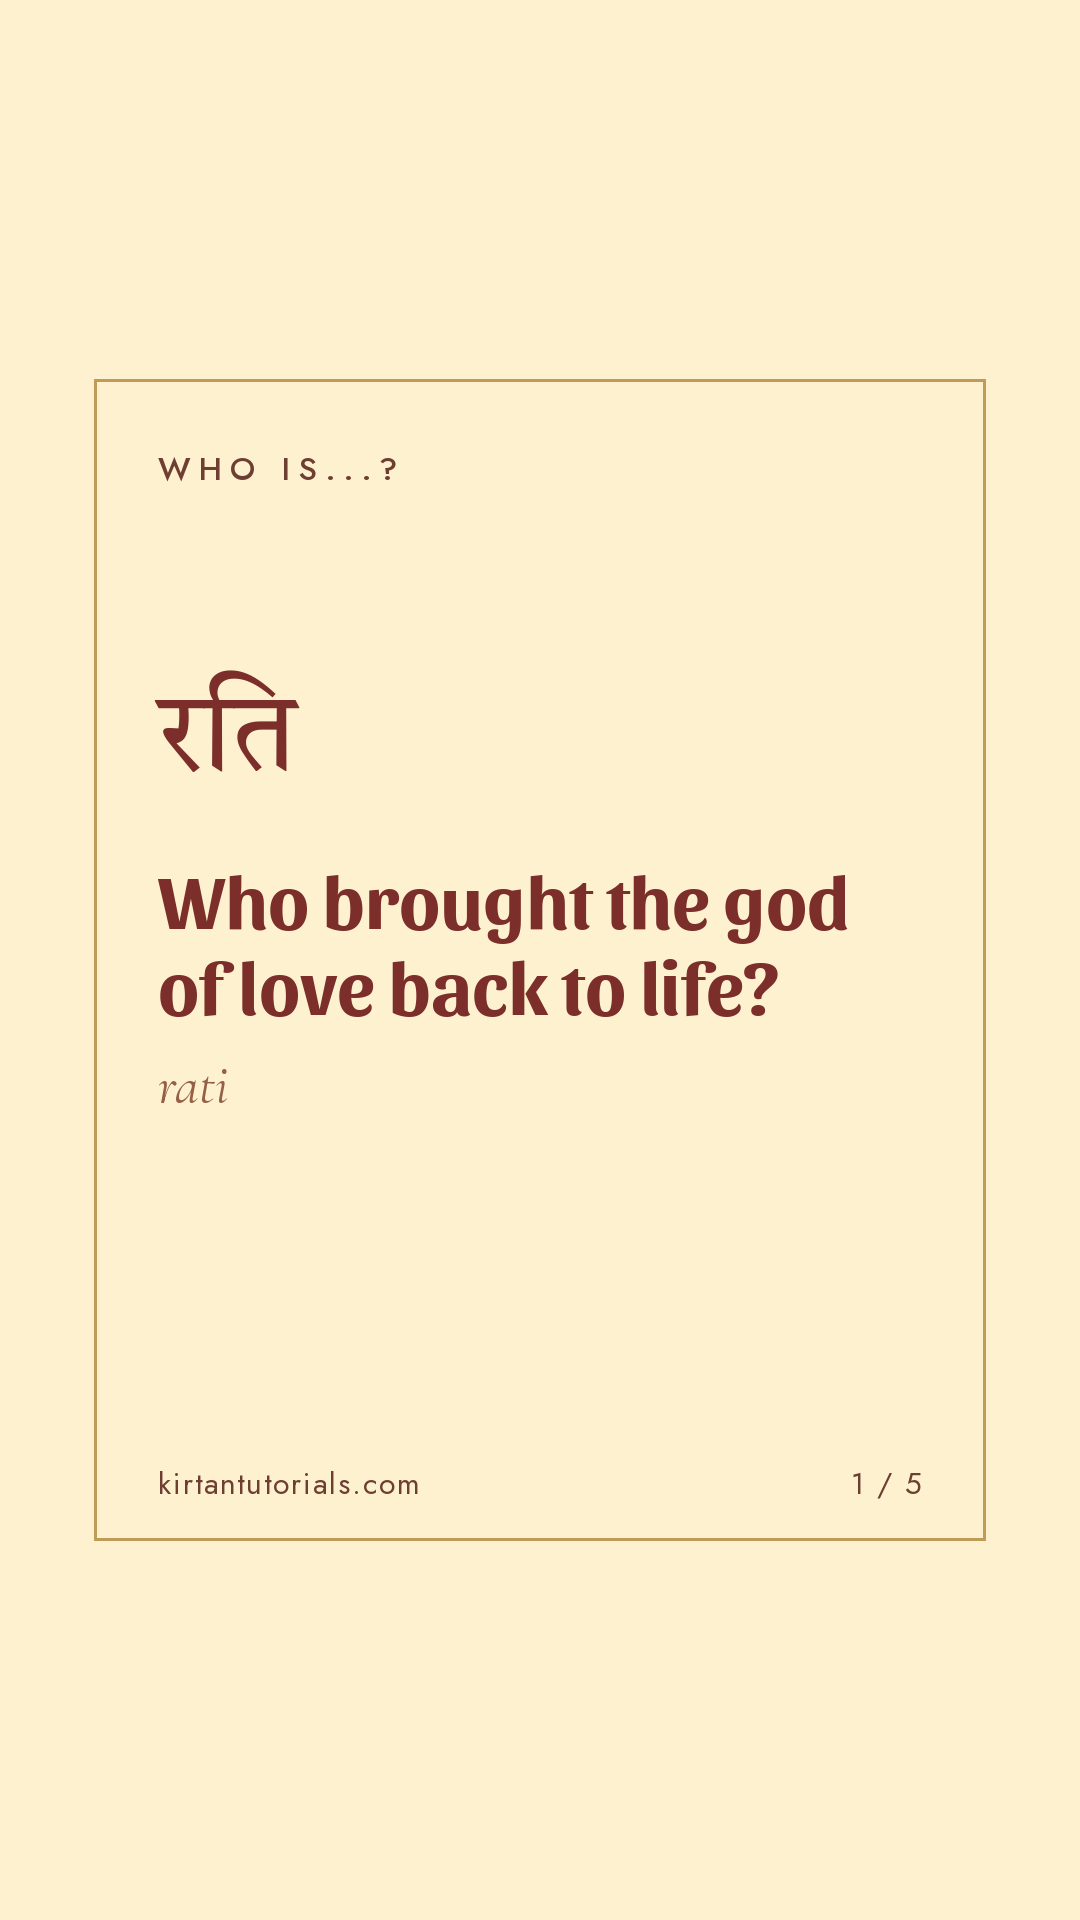 WHO IS...?
रति
Who brought the god
of love back to life?
rati
kirtantutorials.com
1 / 5